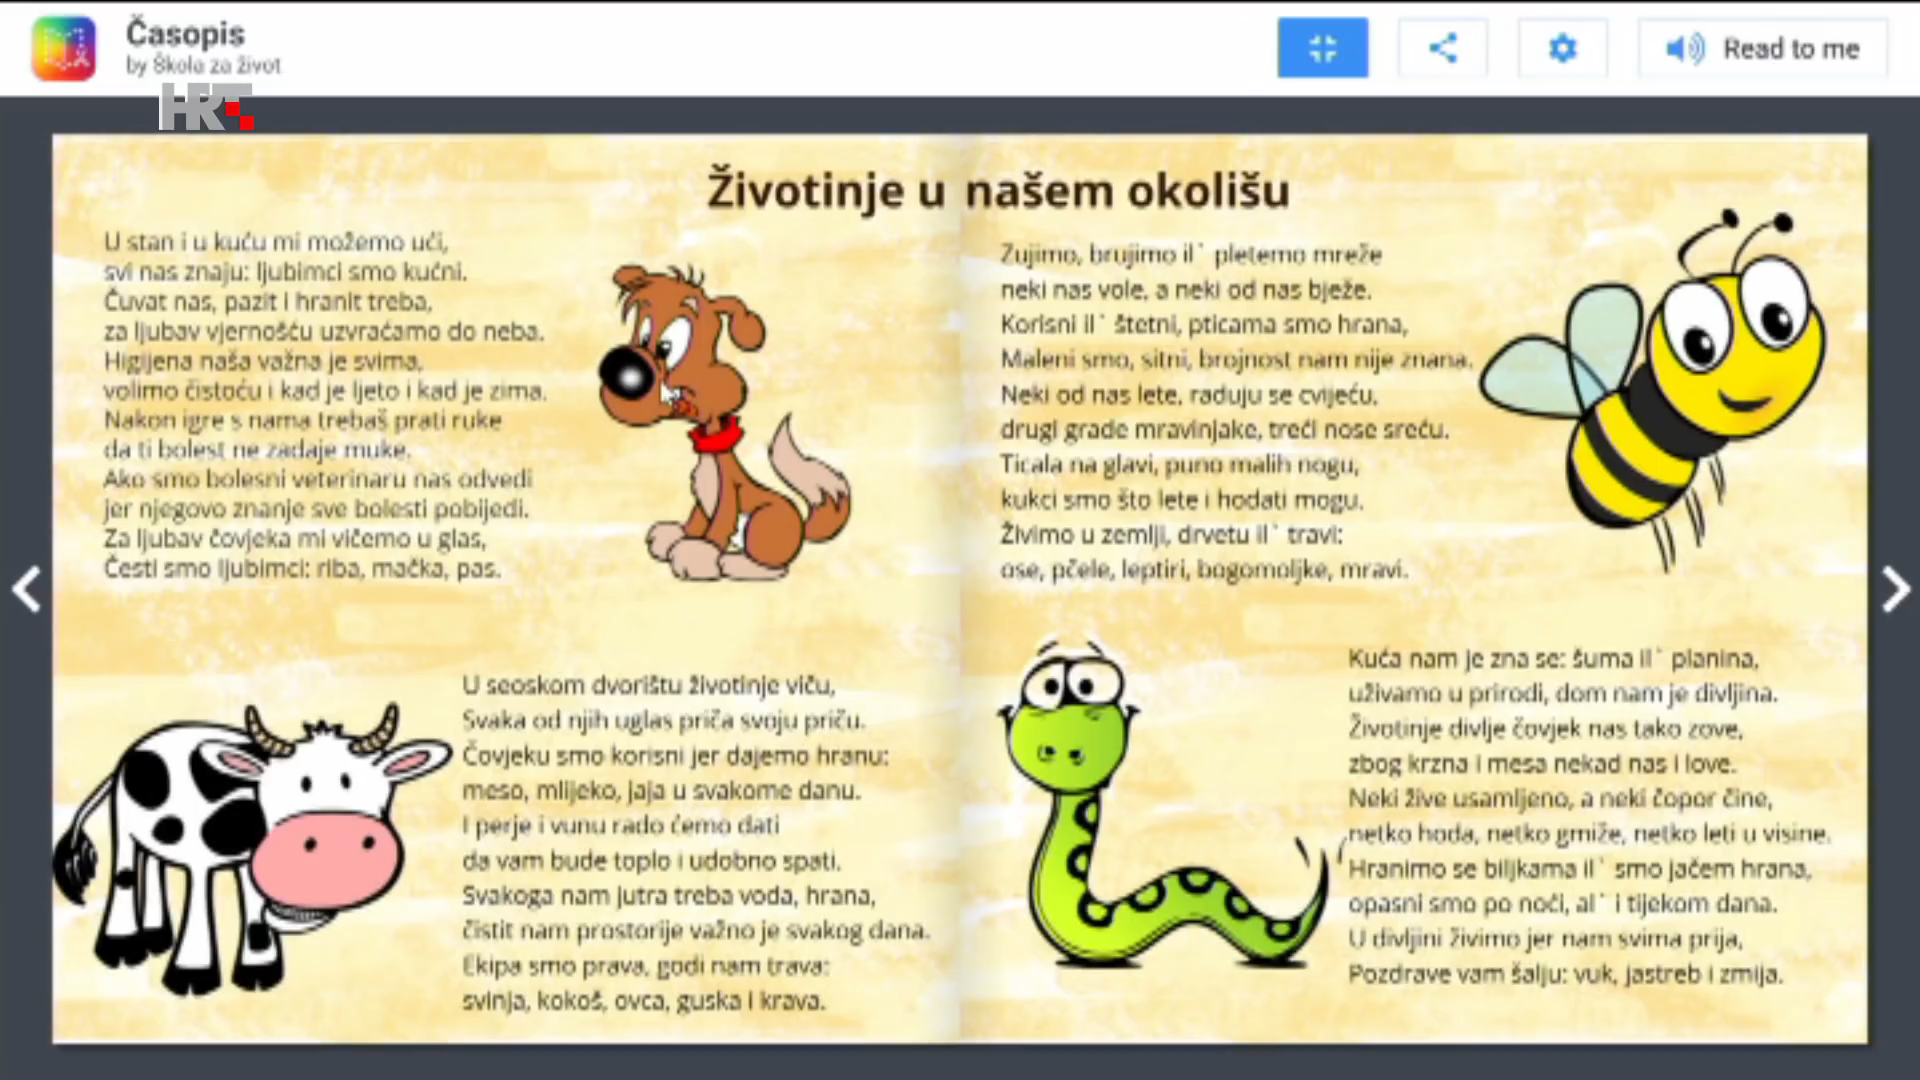 Časopis
by Škola za život
Read to me
HRT
Životinje u našem okolišu
U stan i u kuću mi možemo ući,
svi nas znaju: ljubimci smo kućni.
Čuvat nas, pazit i hranit treba,
za ljubav vjernošću uzvraćamo do neba.
Higijena naša važna je svima,
volimo čistoću i kad je ljeto i kad je zima.
Nakon igre s nama trebaš prati ruke
da ti bolest ne zadaje muke.
Ako smo bolesni veterinaru nas odvedi
jer njegovo znanje sve bolesti pobijedi.
Za ljubav čovjeka mi vičemo u glas,
Česti smo ljubimci: riba, mačka, pas.
U seoskom dvorištu životinje viču,
Svaka od njih uglas priča svoju priču.
Čovjeku smo korisni jer dajemo hranu:
meso, mlijeko, jaja u svakome danu.
I perje i vunu rado ćemo dati
da vam bude toplo i udobno spati.
Svakoga nam jutra treba voda, hrana,
čistit nam prostorije važno je svakog dana.
Ekipa smo prava, godi nam trava:
svinja, kokoš, ovca, guska i krava.
Zujimo, brujimo il` pletemo mreže
neki nas vole, a neki od nas bježe.
Korisni il` štetni, pticama smo hrana,
Maleni smo, sitni, brojnost nam nije znana.
Neki od nas lete, raduju se cvijeću,
drugi grade mravinjake, treći nose sreću.
Ticala na glavi, puno malih nogu,
kukci smo što lete i hodati mogu.
Živimo u zemlji, drvetu il` travi:
ose, pčele, leptiri, bogomoljke, mravi.
Kuća nam je zna se: šuma il` planina,
uživamo u prirodi, dom nam je divljina.
Životinje divlje čovjek nas tako zove,
zbog krzna i mesa nekad nas i love.
Neki žive usamljeno, a neki čopor čine,
netko hoda, netko gmiže, netko leti u visine.
Hranimo se biljkama il` smo jačem hrana,
opasni smo po noći, al` i tijekom dana.
U divljini živimo jer nam svima prija,
Pozdrave vam šalju: vuk, jastreb i zmija.